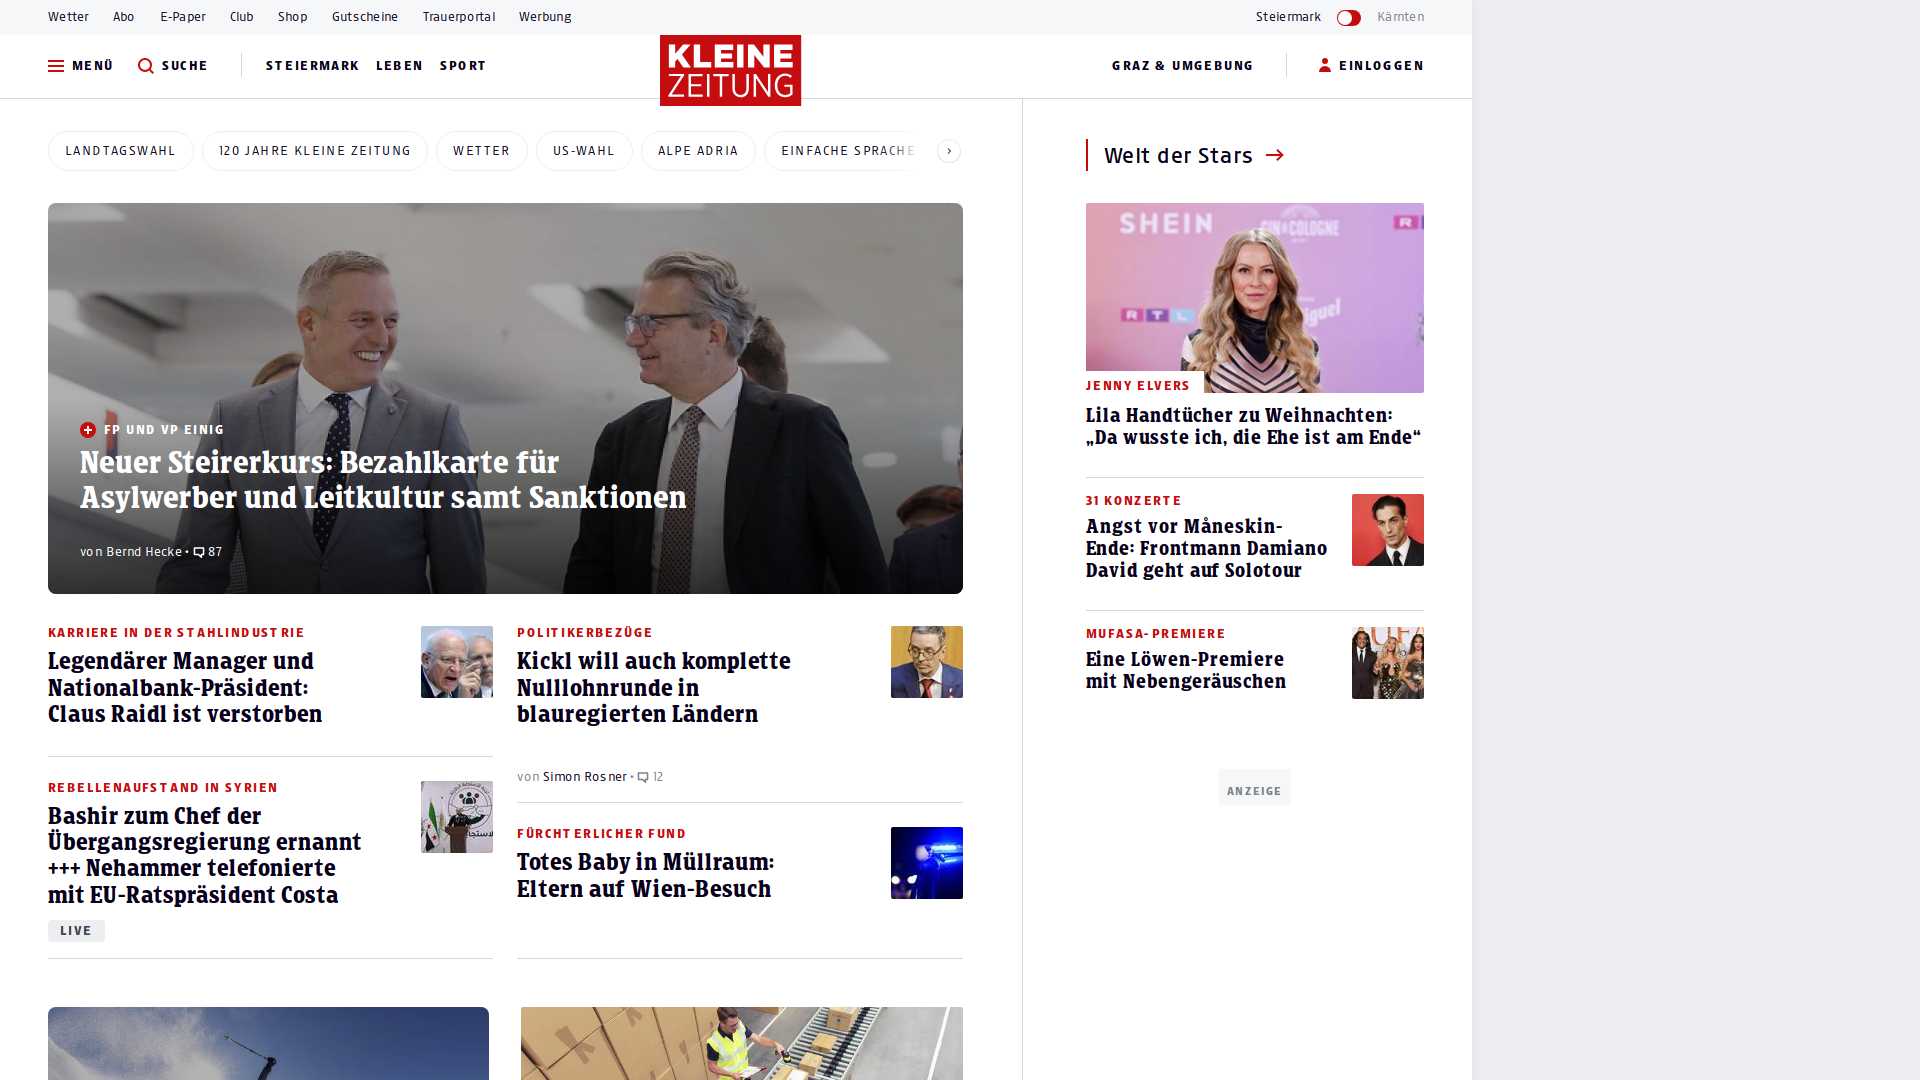 Wetter Abo E-Paper Club Shop Gutscheine Trauerportal Werbung Steiermark Kärnten
MENÜ SUCHE STEIERMARK LEBEN SPORT KLEINE ZEITUNG GRAZ & UMGEBUNG EINLOGGEN
LANDTAGSWAHL 120 JAHRE KLEINE ZEITUNG WETTER US-WAHL ALPE ADRIA EINFACHE SPRACHE
FP UND VP EINIG
Neuer Steirerkurs: Bezahlkarte für
Asylwerber und Leitkultur samt Sanktionen
von Bernd Hecke • 87
KARRIERE IN DER STAHLINDUSTRIE
Legendärer Manager und
Nationalbank-Präsident:
Claus Raidl ist verstorben
REBELLENAUFSTAND IN SYRIEN
Bashir zum Chef der
Übergangsregierung ernannt
+++ Nehammer telefonierte
mit EU-Ratspräsident Costa
LIVE
POLITIKERBEZÜGE
Kickl will auch komplette
Nulllohnrunde in
blauregierten Ländern
von Simon Rosner • 12
FÜRCHTERLICHER FUND
Totes Baby in Müllraum:
Eltern auf Wien-Besuch
Welt der Stars
SHEIN
GIN & COLOGNE
RTL
JENNY ELVERS
Lila Handtücher zu Weihnachten:
„Da wusste ich, die Ehe ist am Ende“
31 KONZERTE
Angst vor Måneskin-
Ende: Frontmann Damiano
David geht auf Solotour
MUFASA-PREMIERE
Eine Löwen-Premiere
mit Nebengeräuschen
ANZEIGE